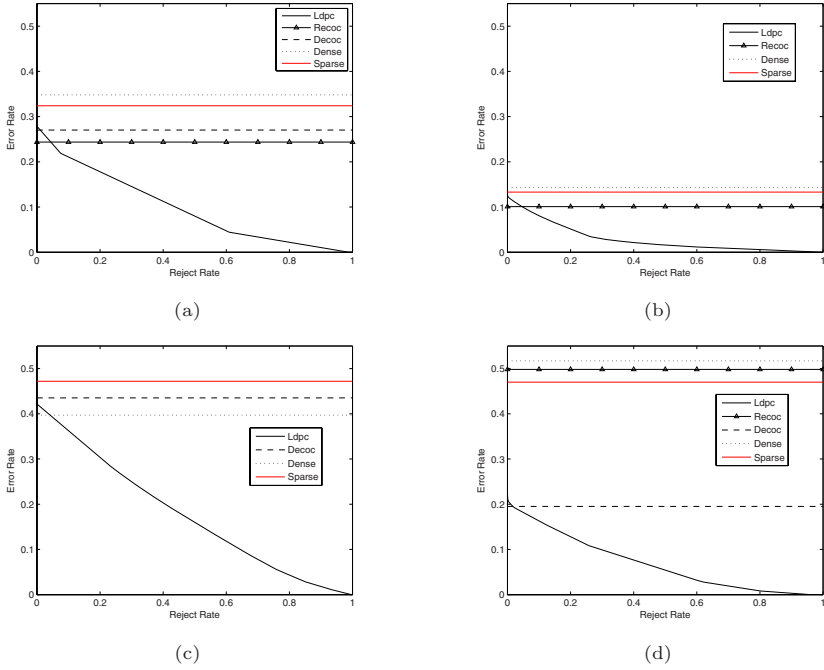 0.5
0.4
0.3
0.2
0.1
0
Error Rate
0 0.2 0.4 0.6 0.8 1
Reject Rate
Ldpc
Recoc
Decoc
Dense
Sparse
(a)
0.5
0.4
0.3
0.2
0.1
0
Error Rate
0 0.2 0.4 0.6 0.8 1
Reject Rate
Ldpc
Recoc
Dense
Sparse
(b)
0.5
0.4
0.3
0.2
0.1
0
Error Rate
0 0.2 0.4 0.6 0.8 1
Reject Rate
Ldpc
Decoc
Dense
Sparse
(c)
0.5
0.4
0.3
0.2
0.1
0
Error Rate
0 0.2 0.4 0.6 0.8 1
Reject Rate
Ldpc
Recoc
Decoc
Dense
Sparse
(d)